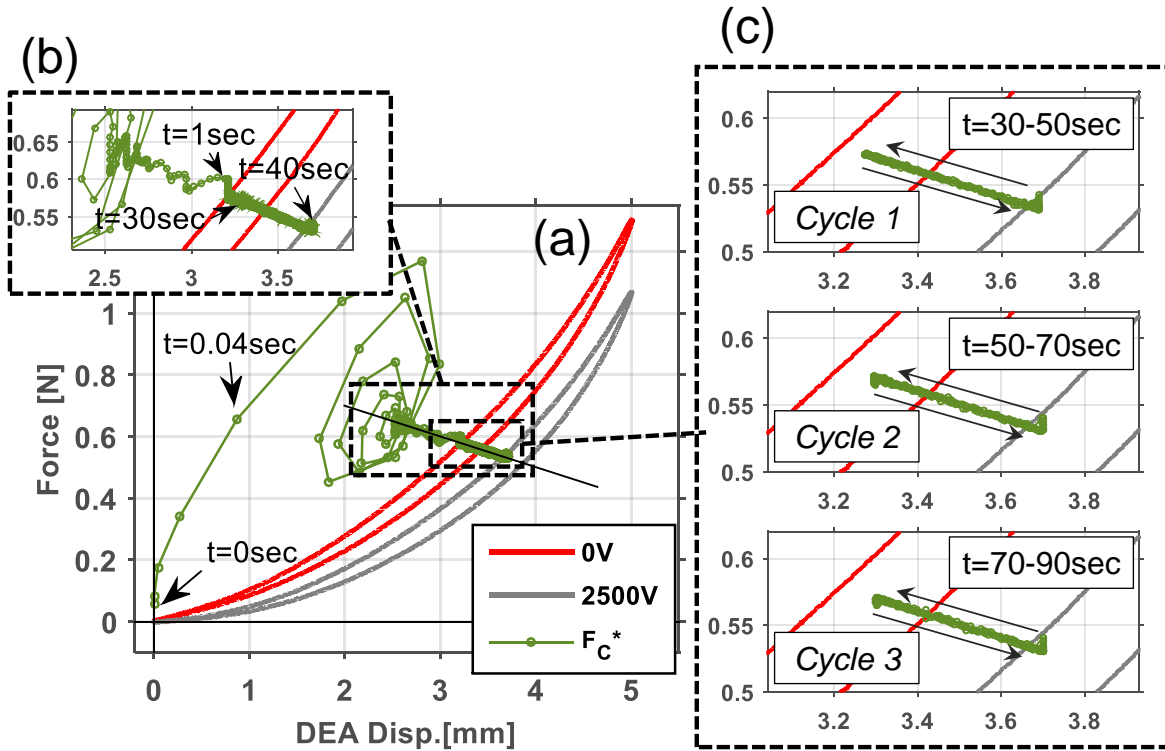 (b)
t=1sec
t=40sec
t=30sec
0.65
0.6
0.55
2.5
3
3.5
(a)
t=0.04sec
t=0sec
1
0.8
0.6
0.4
0.2
0
Force [N]
0
1
2
3
4
5
DEA Disp.[mm]
0V
2500V
F_C*
(c)
t=30-50sec
Cycle 1
0.6
0.55
0.5
3.2
3.4
3.6
3.8
t=50-70sec
Cycle 2
0.6
0.55
0.5
3.2
3.4
3.6
3.8
t=70-90sec
Cycle 3
0.6
0.55
0.5
3.2
3.4
3.6
3.8